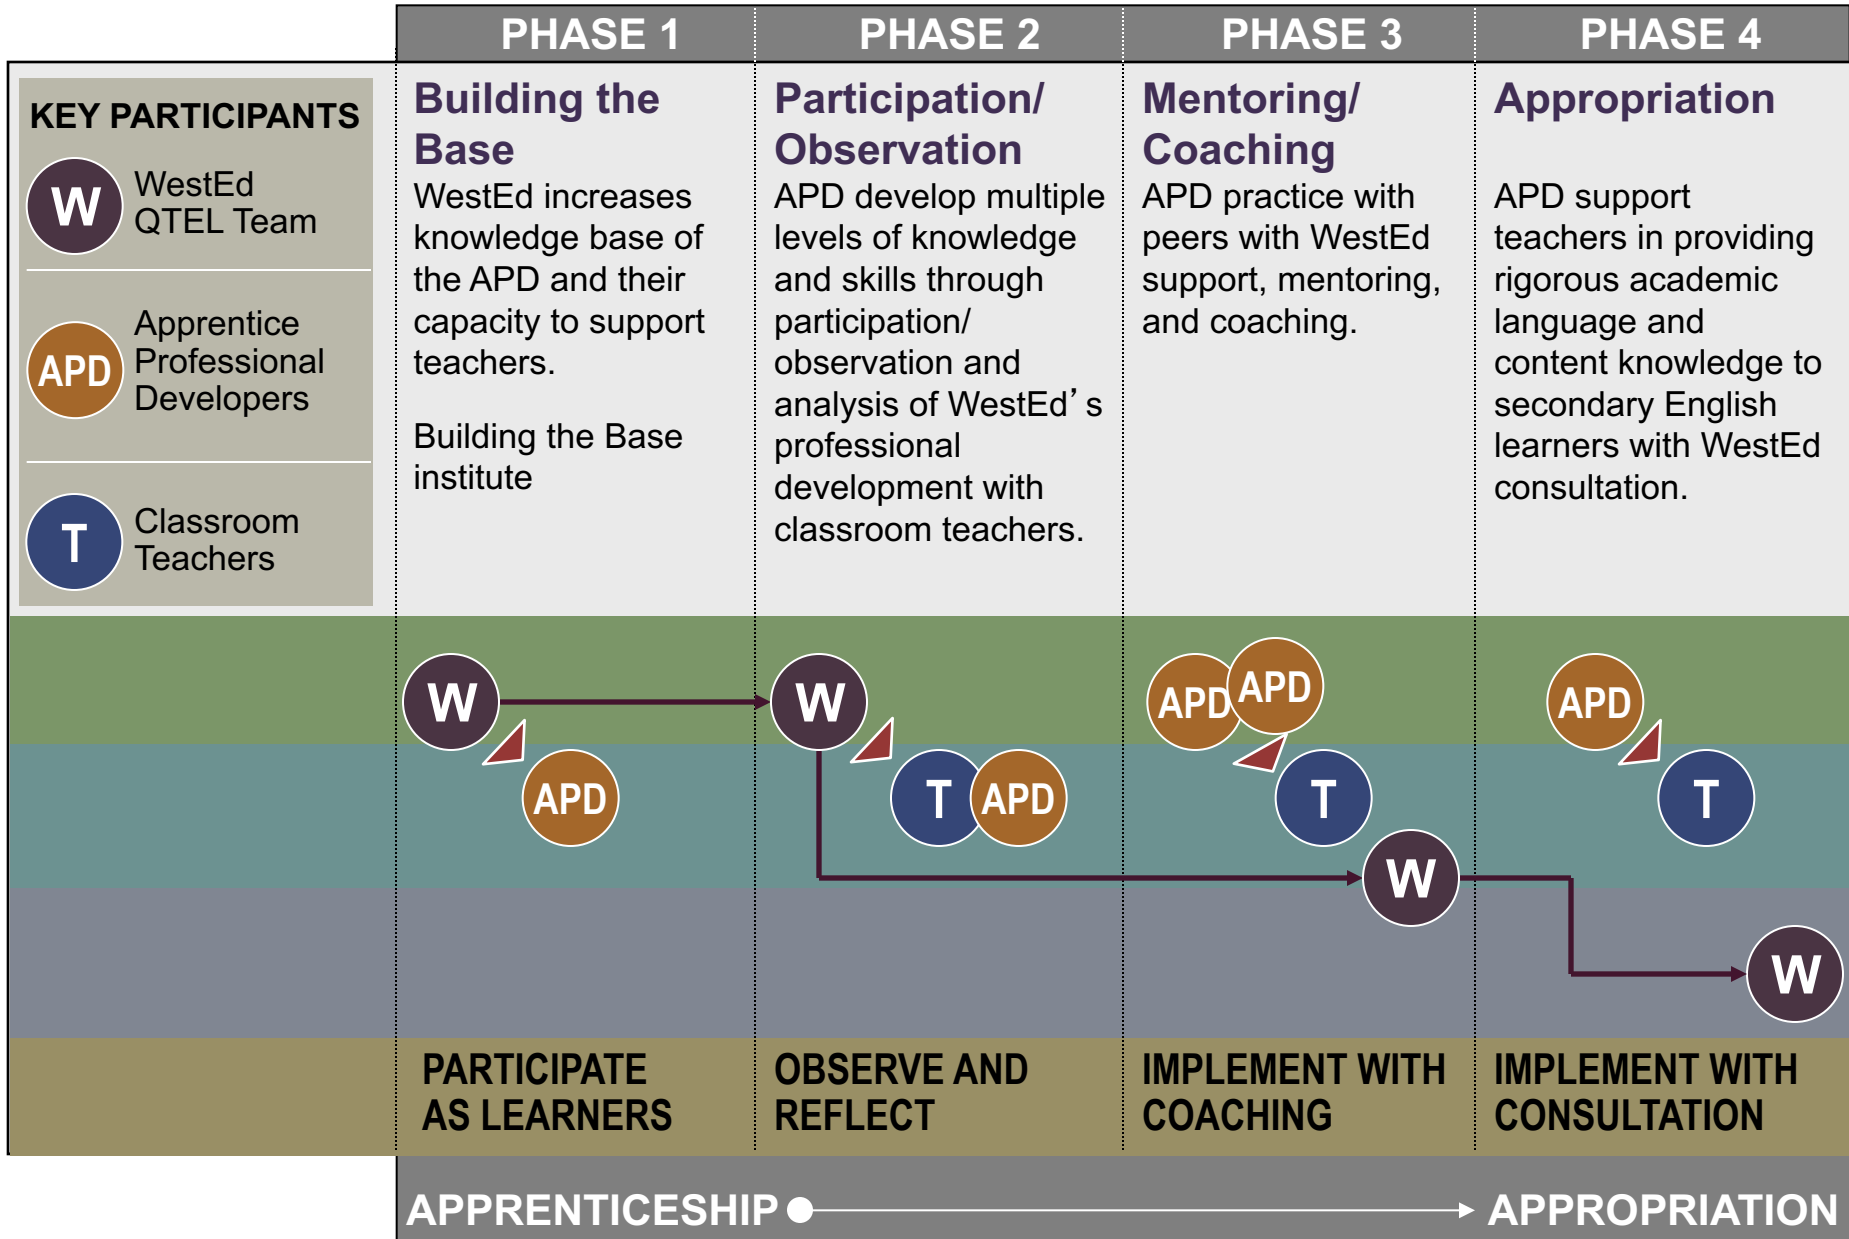 PHASE 1
PHASE 2
PHASE 3
PHASE 4
KEY PARTICIPANTS
W
WestEd
QTEL Team
APD
Apprentice
Professional
Developers
T
Classroom
Teachers
Building the
Base
WestEd increases
knowledge base of
the APD and their
capacity to support
teachers.
Building the Base
institute
Participation/
Observation
APD develop multiple
levels of knowledge
and skills through
participation/
observation and
analysis of WestEd’s
professional
development with
classroom teachers.
Mentoring/
Coaching
APD practice with
peers with WestEd
support, mentoring,
and coaching.
Appropriation
APD support
teachers in providing
rigorous academic
language and
content knowledge to
secondary English
learners with WestEd
consultation.
W
APD
W
T
APD
APD
APD
T
W
APD
T
W
PARTICIPATE
AS LEARNERS
OBSERVE AND
REFLECT
IMPLEMENT WITH
COACHING
IMPLEMENT WITH
CONSULTATION
APPRENTICESHIP
APPROPRIATION